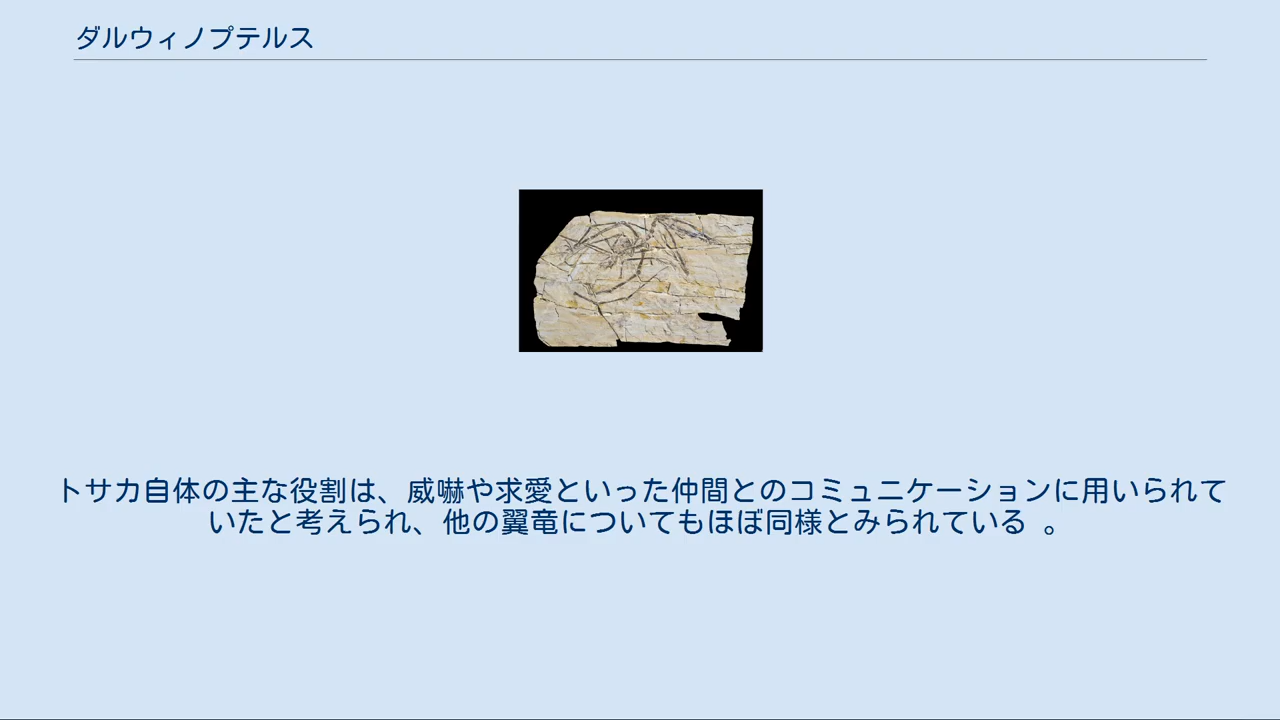 ダルウィノプテルス
トサカ自体の主な役割は、威嚇や求愛といった仲間とのコミュニケーションに用いられて
いたと考えられ、他の翼竜についてもほぼ同様とみられている 。